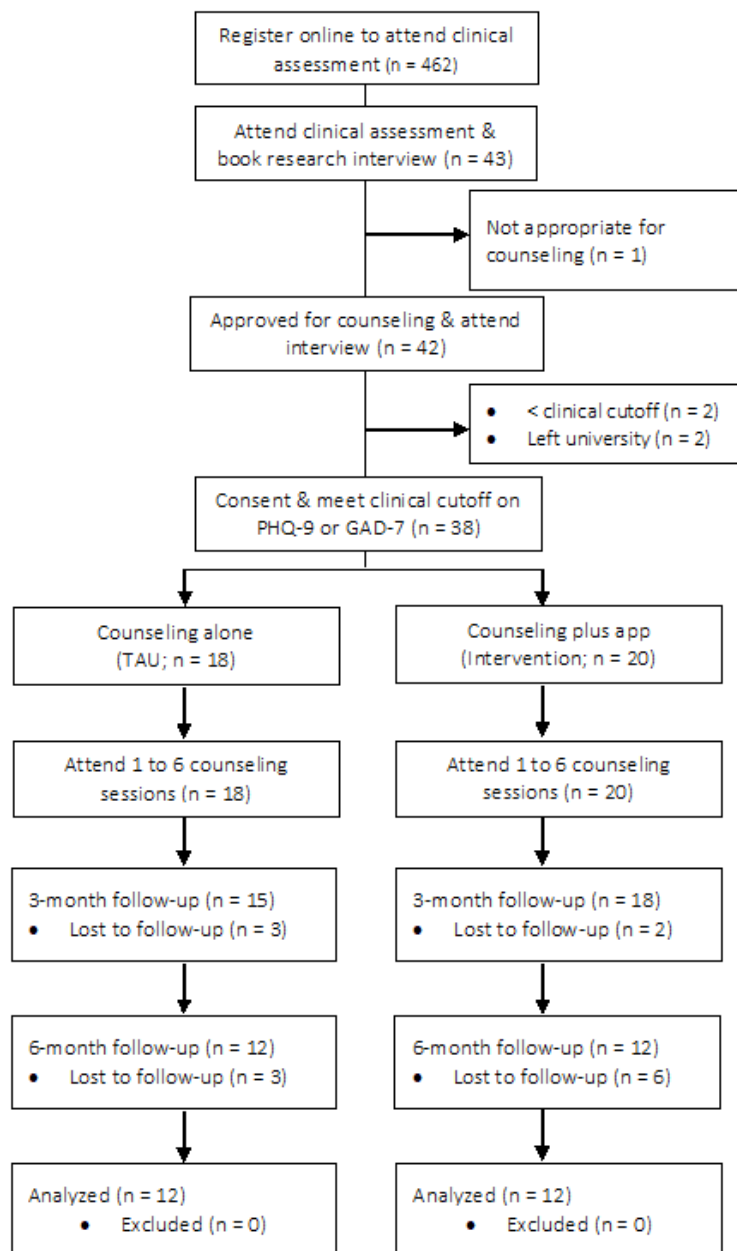 Register online to attend clinical
assessment (n = 462)
Attend clinical assessment &
book research interview (n = 43)
Not appropriate for
counseling (n = 1)
Approved for counseling & attend
interview (n = 42)
• < clinical cutoff (n = 2)
• Left university (n = 2)
Consent & meet clinical cutoff on
PHQ-9 or GAD-7 (n = 38)
Counseling alone
(TAU; n = 18)
Counseling plus app
(Intervention; n = 20)
Attend 1 to 6 counseling
sessions (n = 18)
Attend 1 to 6 counseling
sessions (n = 20)
3-month follow-up (n = 15)
• Lost to follow-up (n = 3)
3-month follow-up (n = 18)
• Lost to follow-up (n = 2)
6-month follow-up (n = 12)
• Lost to follow-up (n = 3)
6-month follow-up (n = 12)
• Lost to follow-up (n = 6)
Analyzed (n = 12)
• Excluded (n = 0)
Analyzed (n = 12)
• Excluded (n = 0)